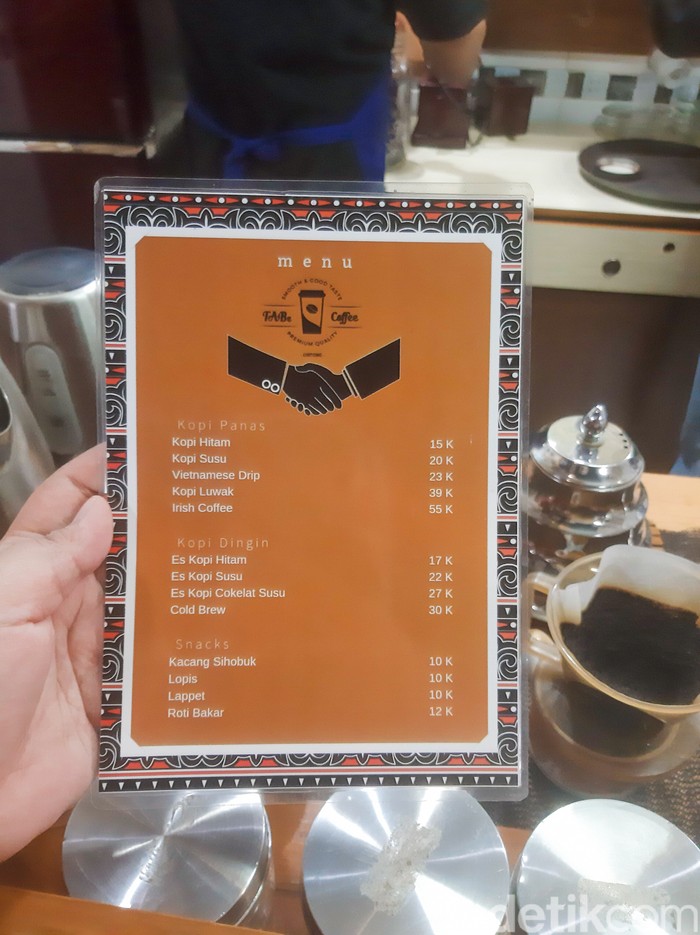 menu
SMOOTH & GOOD TASTE
TABe Coffee
PREMIUM QUALITY
Kopi Panas
Kopi Hitam 15 K
Kopi Susu 20 K
Vietnamese Drip 23 K
Kopi Luwak 39 K
Irish Coffee 55 K
Kopi Dingin
Es Kopi Hitam 17 K
Es Kopi Susu 22 K
Es Kopi Cokelat Susu 27 K
Cold Brew 30 K
Snacks
Kacang Sihobuk 10 K
Lopis 10 K
Lappet 10 K
Roti Bakar 12 K
detikcom